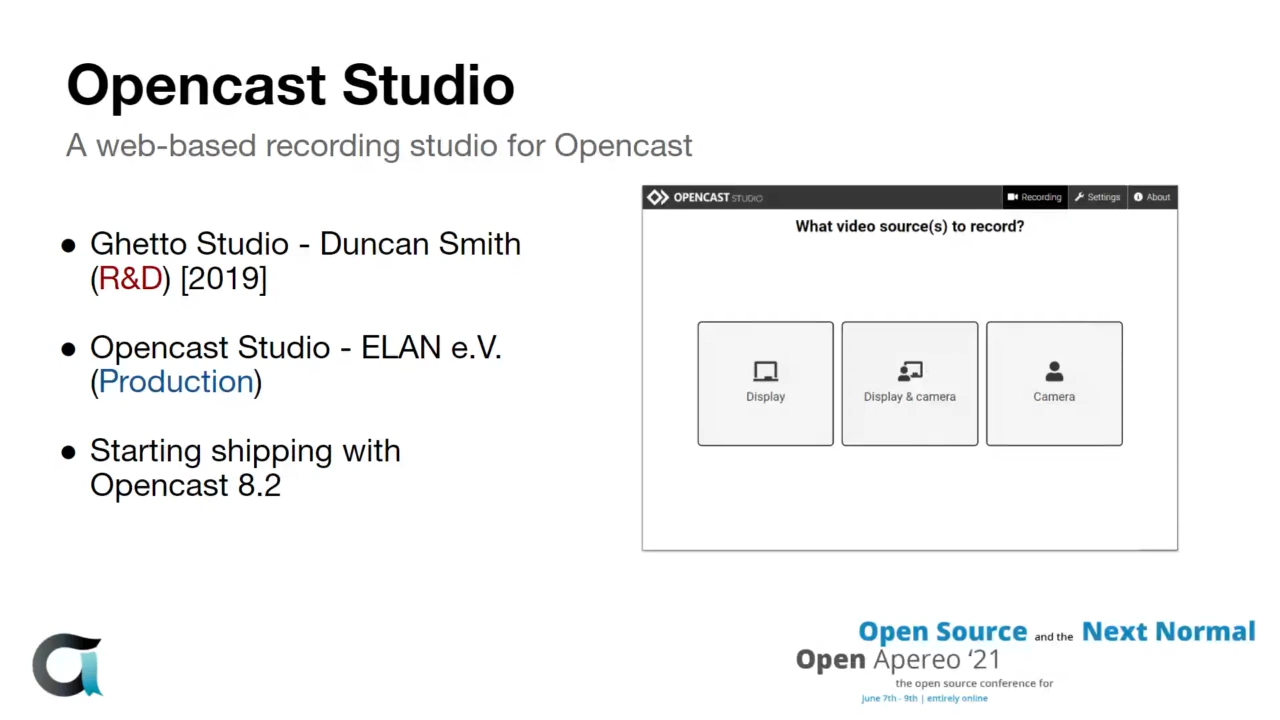 Opencast Studio
A web-based recording studio for Opencast
● Ghetto Studio - Duncan Smith
(R&D) [2019]
● Opencast Studio - ELAN e.V.
(Production)
● Starting shipping with
Opencast 8.2
OPENCAST STUDIO
Recording
Settings
About
What video source(s) to record?
Display
Display & camera
Camera
Open Source and the Next Normal
Open Apereo ‘21
the open source conference for
June 7th - 9th | entirely online